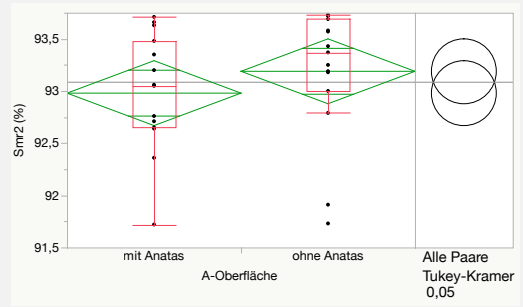 93,5
93
92,5
92
91,5
Smr2 (%)
mit Anatas
ohne Anatas
A-Oberfläche
Alle Paare
Tukey-Kramer
0,05